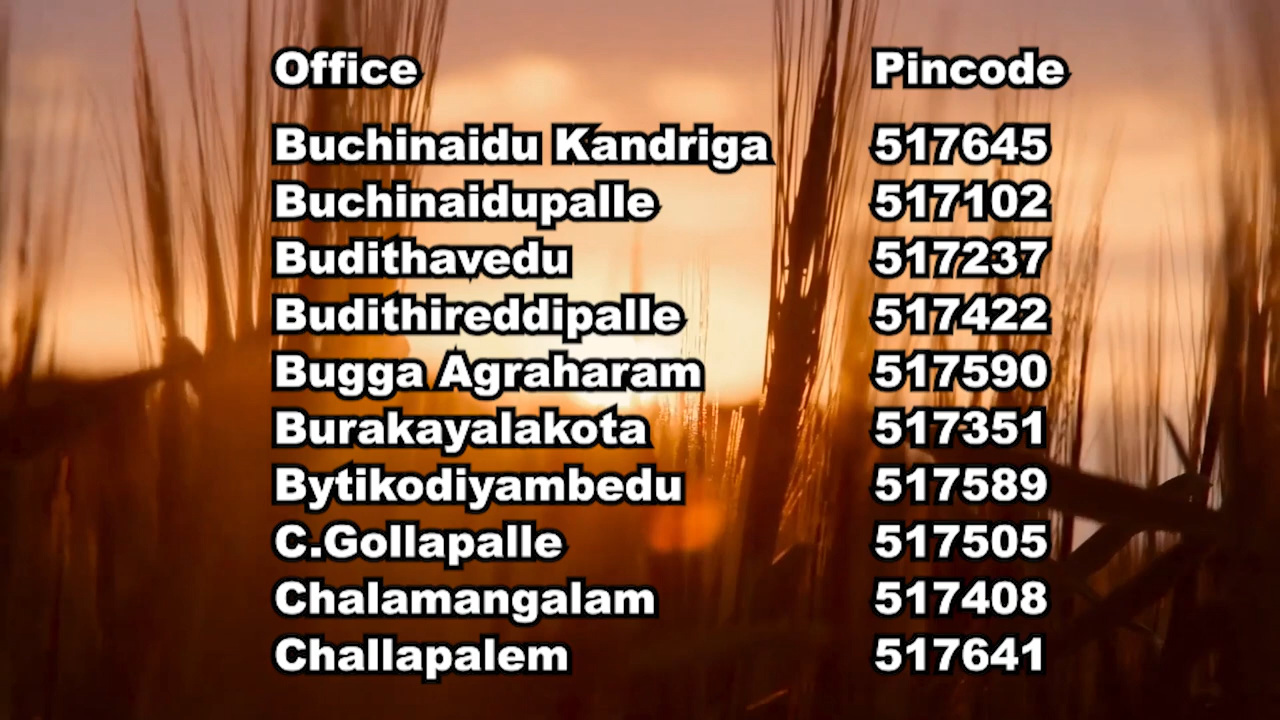 Office Pincode
Buchinaidu Kandriga 517645
Buchinaidupalle 517102
Budithavedu 517237
Budithireddipalle 517422
Bugga Agraharam 517590
Burakayalakota 517351
Bytikodiyambedu 517589
C.Gollapalle 517505
Chalamangalam 517408
Challapalem 517641